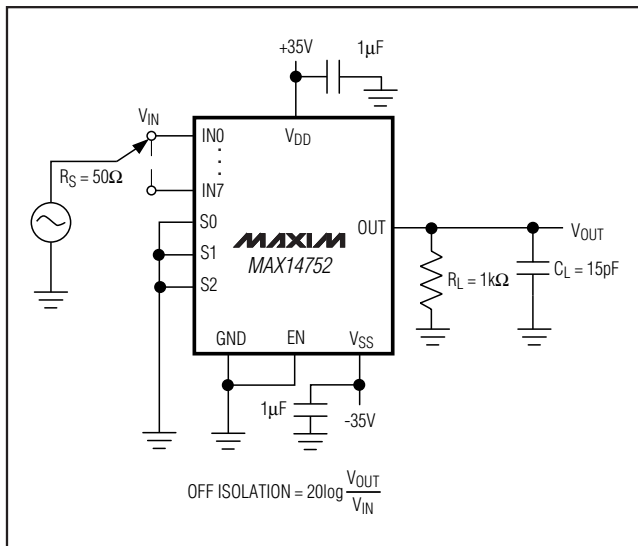 +35V
1µF
V_IN
IN0
V_DD
R_S = 50Ω
IN7
S0
S1
S2
MAXIM
MAX14752
OUT
V_OUT
R_L = 1kΩ
C_L = 15pF
GND
EN
V_SS
1µF
-35V
OFF ISOLATION = 20log V_OUT/V_IN